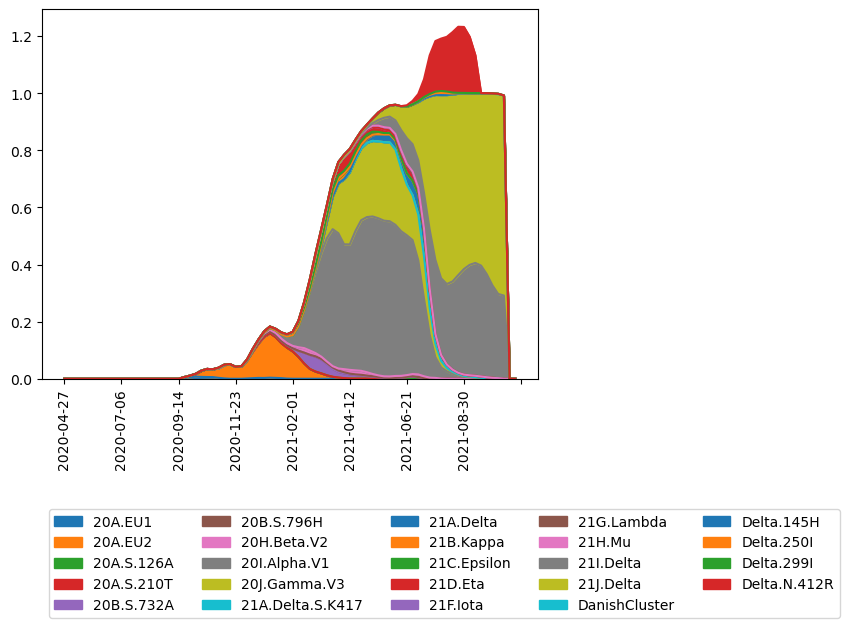 1.2
1.0
0.8
0.6
0.4
0.2
0.0
2020-04-27
2020-07-06
2020-09-14
2020-11-23
2021-02-01
2021-04-12
2021-06-21
2021-08-30
20A.EU1
20A.EU2
20A.S.126A
20A.S.210T
20B.S.732A
20B.S.796H
20H.Beta.V2
20I.Alpha.V1
20J.Gamma.V3
21A.Delta.S.K417
21A.Delta
21B.Kappa
21C.Epsilon
21D.Eta
21F.Iota
21G.Lambda
21H.Mu
21I.Delta
21J.Delta
DanishCluster
Delta.145H
Delta.250I
Delta.299I
Delta.N.412R